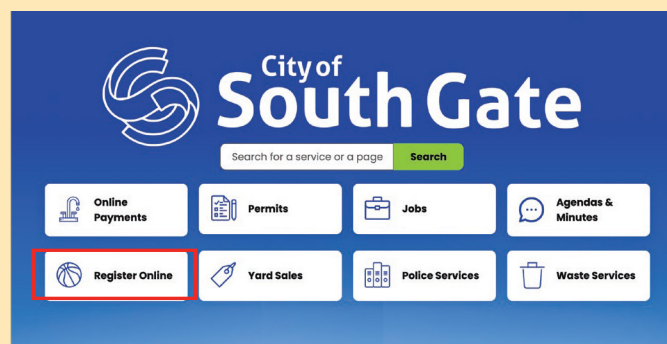 City of
South Gate
Search for a service or a page
Search
Online
Payments
Permits
Jobs
Agendas &
Minutes
Register Online
Yard Sales
Police Services
Waste Services